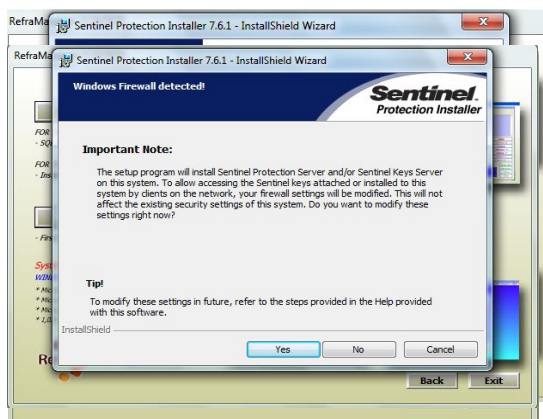 RefraMa
Sentinel Protection Installer 7.6.1 - InstallShield Wizard
RefraMa
Sentinel Protection Installer 7.6.1 - InstallShield Wizard
Windows Firewall detected!
Sentinel.
Protection Installer
Important Note:
The setup program will install Sentinel Protection Server and/or Sentinel Keys Server
on this system. To allow accessing the Sentinel keys attached or installed to this
system by clients on the network, your firewall settings will be modified. This will not
affect the existing security settings of this system. Do you want to modify these
settings right now?
FOR
FOR
Tip!
To modify these settings in future, refer to the steps provided in the Help provided
with this software.
InstallShield
Yes No Cancel
Back Exit